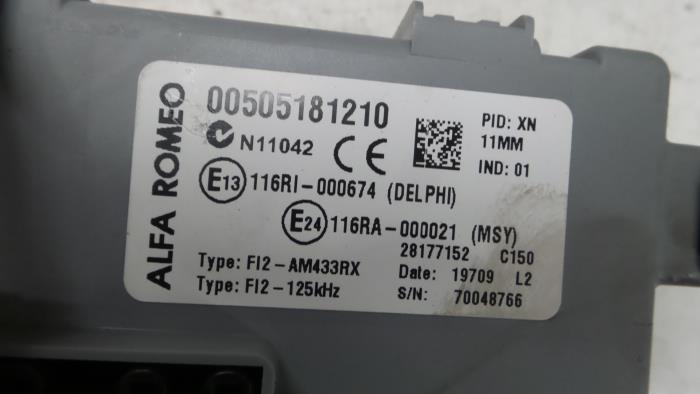 ALFA ROMEO
00505181210
PID: XN
N11042 CE
11MM
IND: 01
E13 116RI-000674 (DELPHI)
E24 116RA-000021 (MSY)
28177152 C150
Type: FI2-AM433RX
Date: 19709 L2
Type: FI2-125kHz
S/N: 70048766